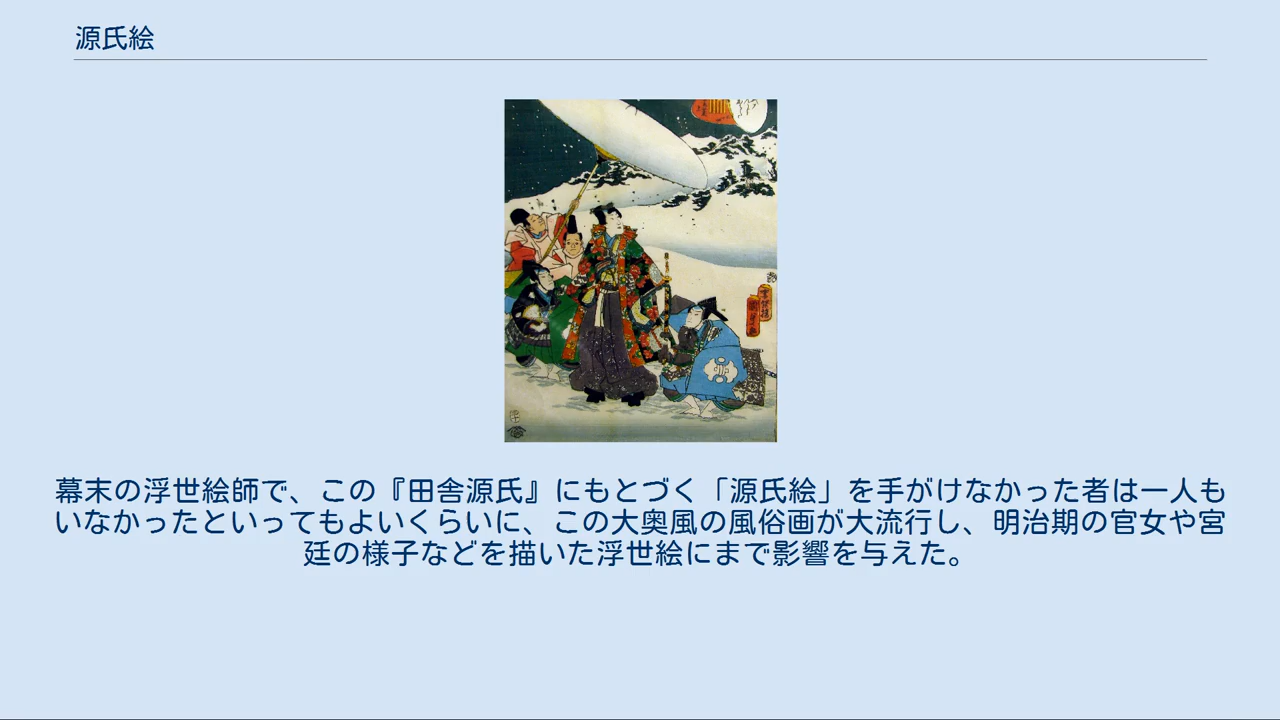 源氏絵
幕末の浮世絵師で、この『田舎源氏』にもとづく「源氏絵」を手がけなかった者は一人も
いなかったといってもよいくらいに、この大奥風の風俗画が大流行し、明治期の官女や宮
廷の様子などを描いた浮世絵にまで影響を与えた。